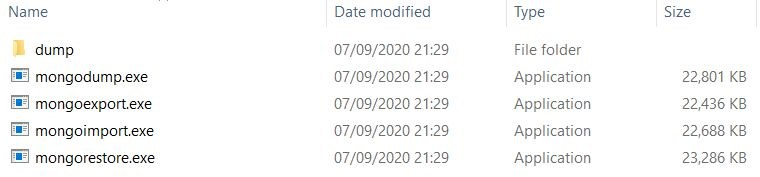 Name Date modified Type Size
dump 07/09/2020 21:29 File folder
mongodump.exe 07/09/2020 21:29 Application 22,801 KB
mongoexport.exe 07/09/2020 21:29 Application 22,436 KB
mongoimport.exe 07/09/2020 21:29 Application 22,688 KB
mongorestore.exe 07/09/2020 21:29 Application 23,286 KB